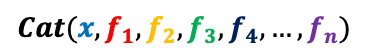 Cat(x, f₁, f₂, f₃, f₄, …, fₙ)